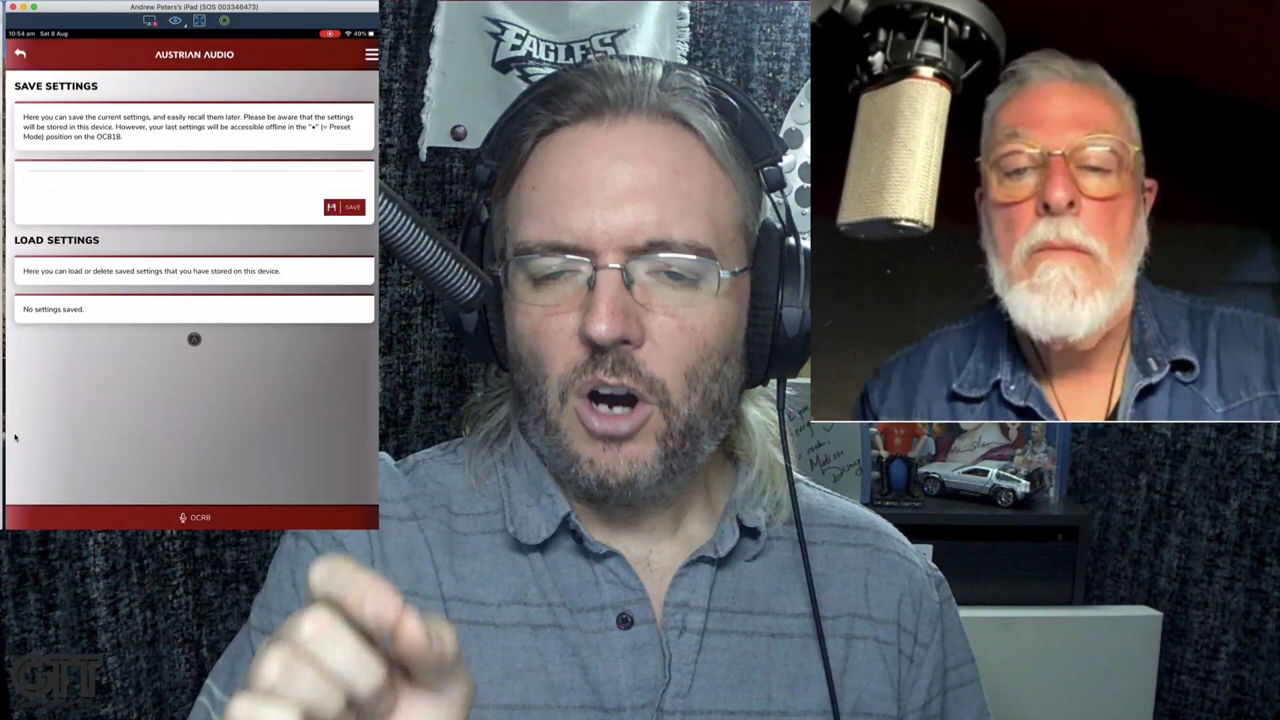 Andrew Peters's iPad (SOS 003346473)
10:54 am Sat 8 Aug
49%
AUSTRIAN AUDIO
SAVE SETTINGS
Here you can save the current settings, and easily recall them later. Please be aware that the settings
will be stored in this device. However, your last settings will be accessible offline in the "•" (= Preset
Mode) position on the OC818.
SAVE
LOAD SETTINGS
Here you can load or delete saved settings that you have stored on this device.
No settings saved.
OCR8
EAGLES
GTT